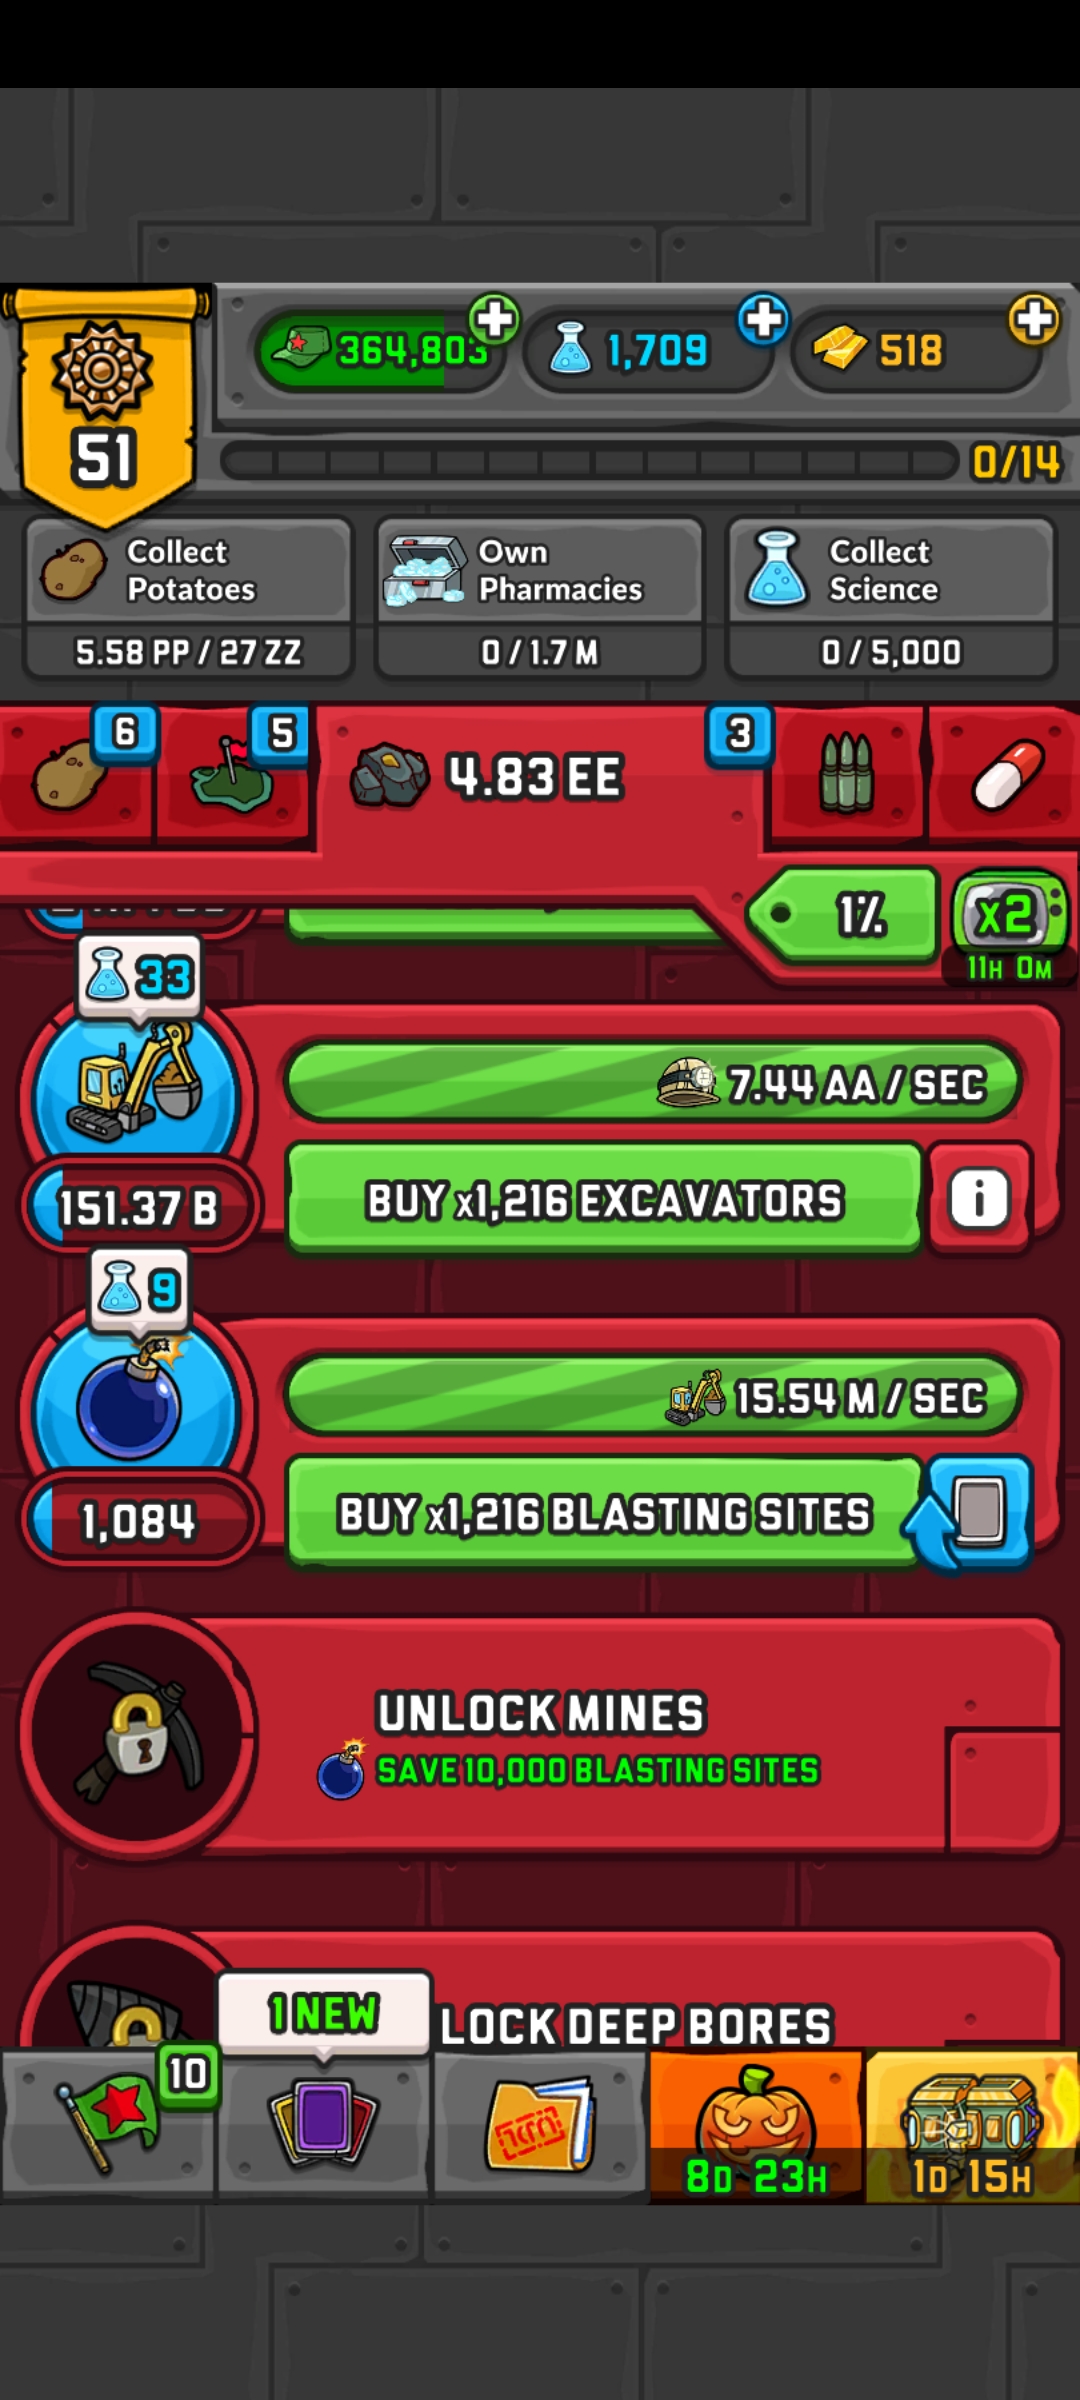 364,803
1,709
518
51
0/14
Collect
Potatoes
5.58 PP / 27 ZZ
Own
Pharmacies
0 / 1.7 M
Collect
Science
0 / 5,000
6
5
4.83 EE
3
1%
x2
11H 0M
33
7.44 AA / SEC
151.37 B
BUY x1,216 EXCAVATORS
i
9
15.54 M / SEC
1,084
BUY x1,216 BLASTING SITES
UNLOCK MINES
SAVE 10,000 BLASTING SITES
1 NEW
LOCK DEEP BORES
10
8D 23H
1D 15H